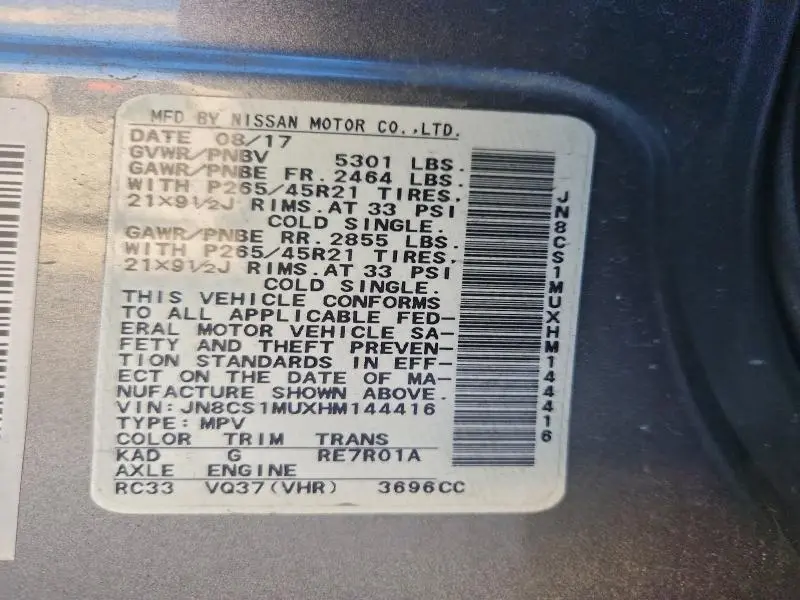 MFD BY NISSAN MOTOR CO.,LTD.
DATE 08/17
GVWR/PNBV 5301 LBS.
GAWR/PNBE FR. 2464 LBS.
WITH P265/45R21 TIRES.
21×9½J RIMS. AT 33 PSI
COLD SINGLE.
GAWR/PNBE RR. 2855 LBS.
WITH P265/45R21 TIRES.
21×9½J RIMS. AT 33 PSI
COLD SINGLE.
THIS VEHICLE CONFORMS
TO ALL APPLICABLE FED-
ERAL MOTOR VEHICLE SA-
FETY AND THEFT PREVEN-
TION STANDARDS IN EFF-
ECT ON THE DATE OF MA-
NUFACTURE SHOWN ABOVE.
VIN: JN8CS1MUXHM144416
TYPE: MPV
COLOR TRIM TRANS
KAD G RE7R01A
AXLE ENGINE
RC33 VQ37(VHR) 3696CC
JN8CS1MUXHM144416